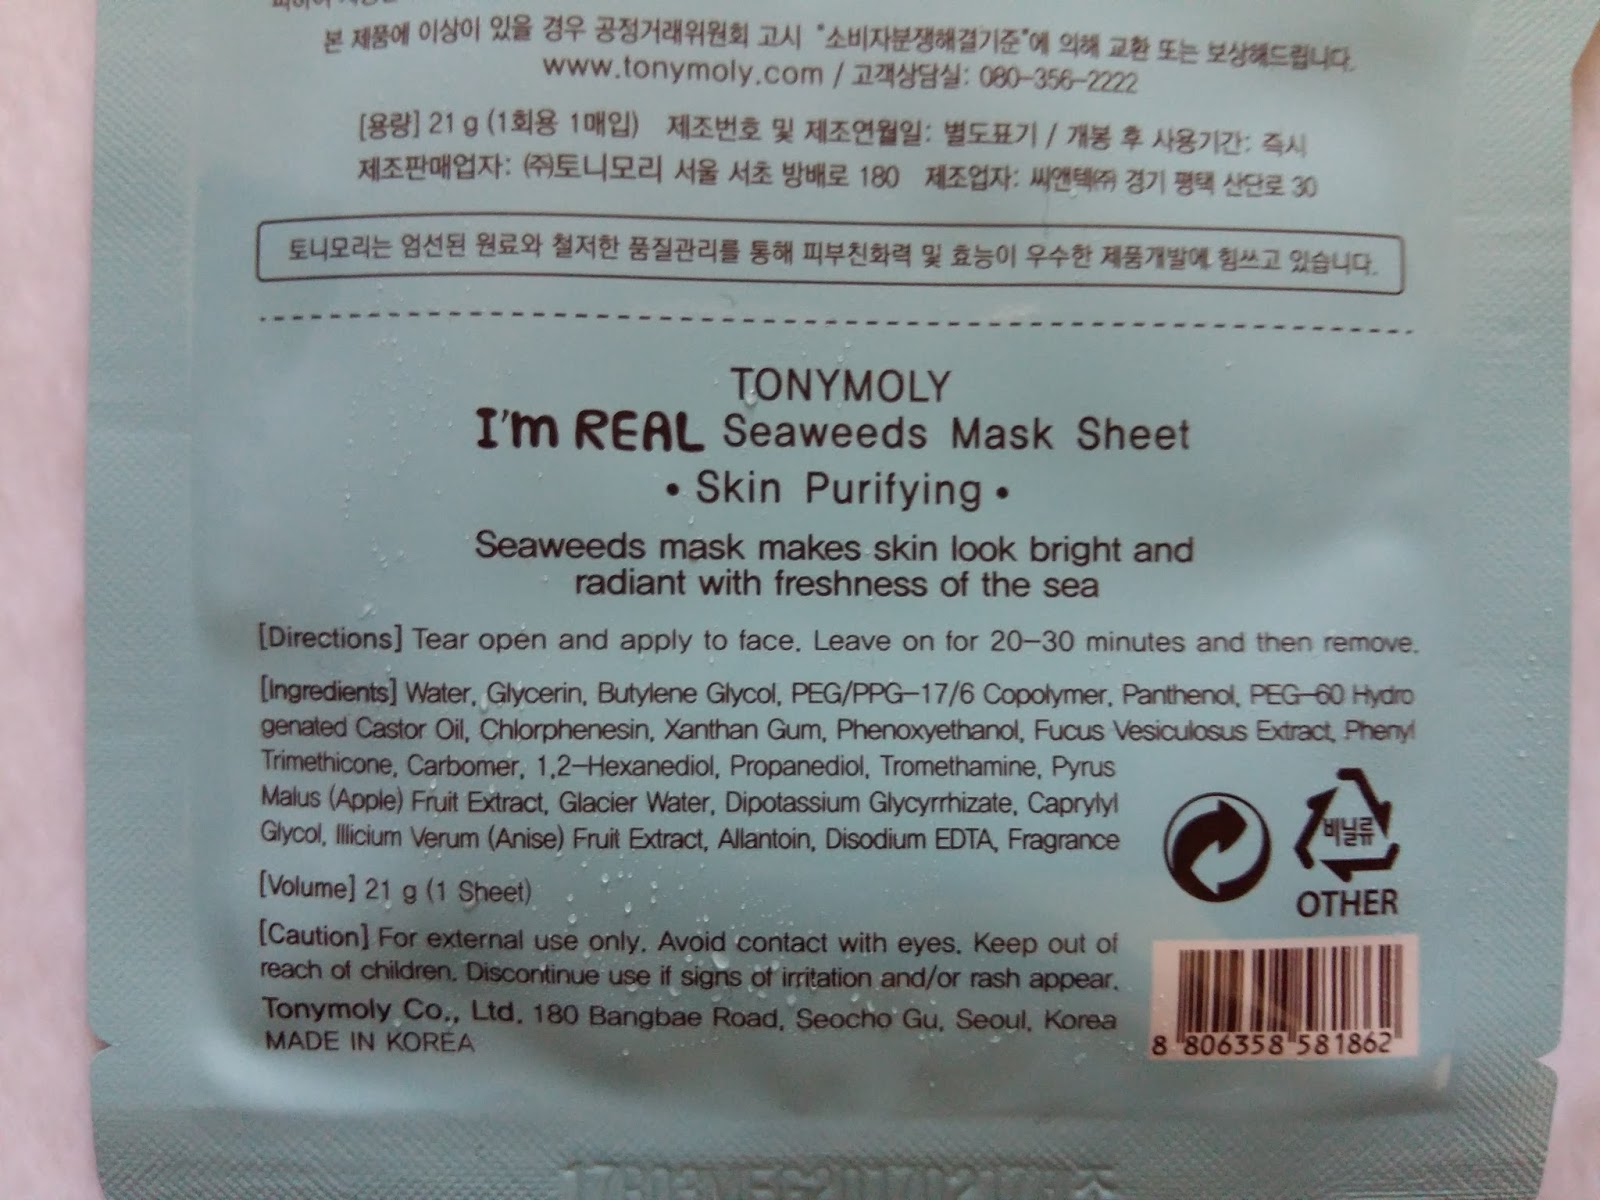 본 제품에 이상이 있을 경우 공정거래위원회 고시 "소비자분쟁해결기준"에 의해 교환 또는 보상해드립니다.
www.tonymoly.com / 고객상담실: 080-356-2222
[용량] 21 g (1회용 1매입) 제조번호 및 제조연월일: 별도표기 / 개봉 후 사용기간: 즉시
제조판매업자: ㈜토니모리 서울 서초 방배로 180 제조업자: 씨앤텍㈜ 경기 평택 산단로 30
토니모리는 엄선된 원료와 철저한 품질관리를 통해 피부친화력 및 효능이 우수한 제품개발에 힘쓰고 있습니다.
TONYMOLY
I'm REAL Seaweeds Mask Sheet
• Skin Purifying •
Seaweeds mask makes skin look bright and
radiant with freshness of the sea
[Directions] Tear open and apply to face. Leave on for 20-30 minutes and then remove.
[Ingredients] Water, Glycerin, Butylene Glycol, PEG/PPG-17/6 Copolymer, Panthenol, PEG-60 Hydro
genated Castor Oil, Chlorphenesin, Xanthan Gum, Phenoxyethanol, Fucus Vesiculosus Extract, Phenyl
Trimethicone, Carbomer, 1,2-Hexanediol, Propanediol, Tromethamine, Pyrus
Malus (Apple) Fruit Extract, Glacier Water, Dipotassium Glycyrrhizate, Caprylyl
Glycol, Illicium Verum (Anise) Fruit Extract, Allantoin, Disodium EDTA, Fragrance
비닐류
OTHER
[Volume] 21 g (1 Sheet)
[Caution] For external use only. Avoid contact with eyes. Keep out of
reach of children. Discontinue use if signs of irritation and/or rash appear.
Tonymoly Co., Ltd. 180 Bangbae Road, Seocho Gu, Seoul, Korea
MADE IN KOREA
8 806358 581862